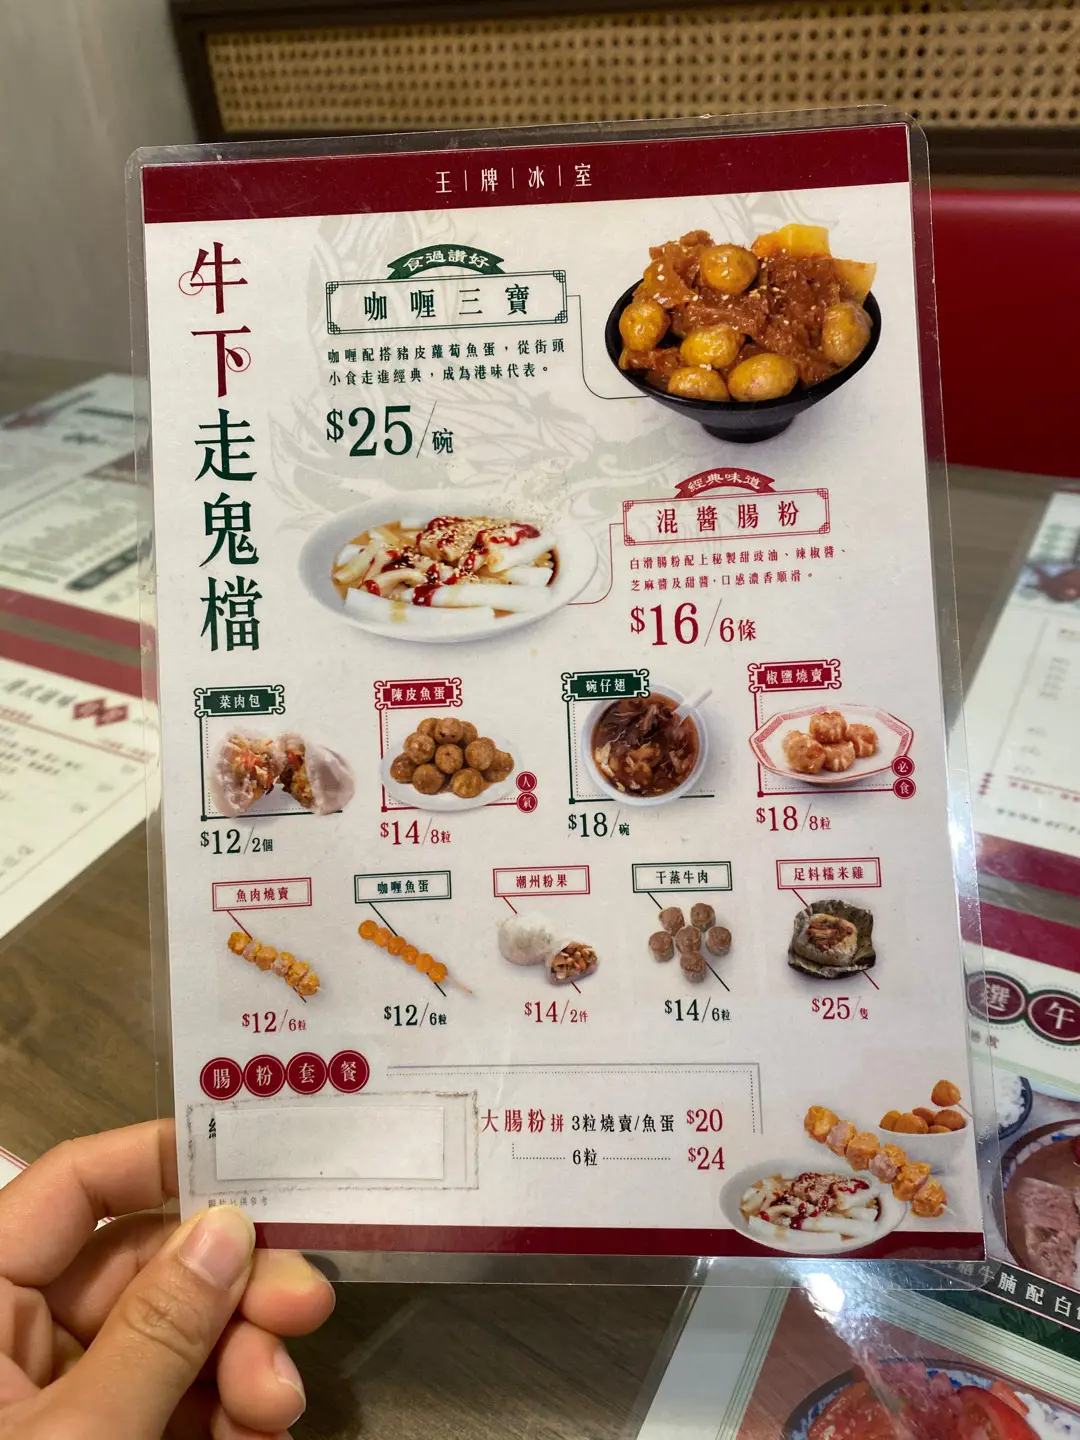 王|牌|冰|室
牛下走鬼檔
食過讚好
咖喱三寶
咖喱配搭豬皮蘿蔔魚蛋，從街頭
小食走進經典，成為港味代表。
$25/碗
經典味道
混醬腸粉
白滑腸粉配上秘製甜豉油、辣椒醬、
芝麻醬及甜醬，口感濃香順滑。
$16/6條
菜肉包
$12/2個
陳皮魚蛋
人氣
$14/8粒
碗仔翅
$18/碗
椒鹽燒賣
必食
$18/8粒
魚肉燒賣
$12/6粒
咖喱魚蛋
$12/6粒
潮州粉果
$14/2件
干蒸牛肉
$14/6粒
足料糯米雞
$25/隻
腸粉套餐
大腸粉拼 3粒燒賣/魚蛋 $20
6粒 $24
選午
牛腩配白